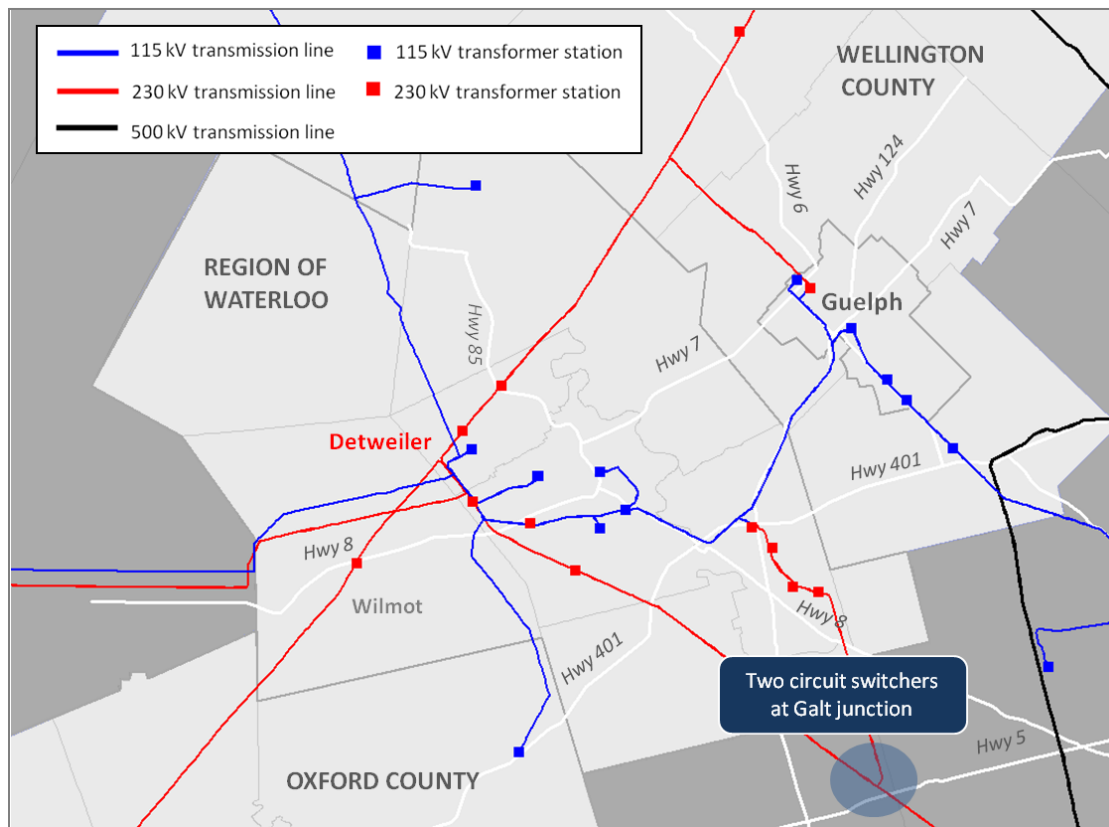 115 kV transmission line
115 kV transformer station
230 kV transmission line
230 kV transformer station
500 kV transmission line
WELLINGTON
COUNTY
Hwy 6
Hwy 124
Hwy 7
REGION OF
WATERLOO
Guelph
Hwy 85
Hwy 7
Detweiler
Hwy 401
Hwy 8
Wilmot
Hwy 8
Hwy 401
Two circuit switchers
at Galt junction
Hwy 5
OXFORD COUNTY